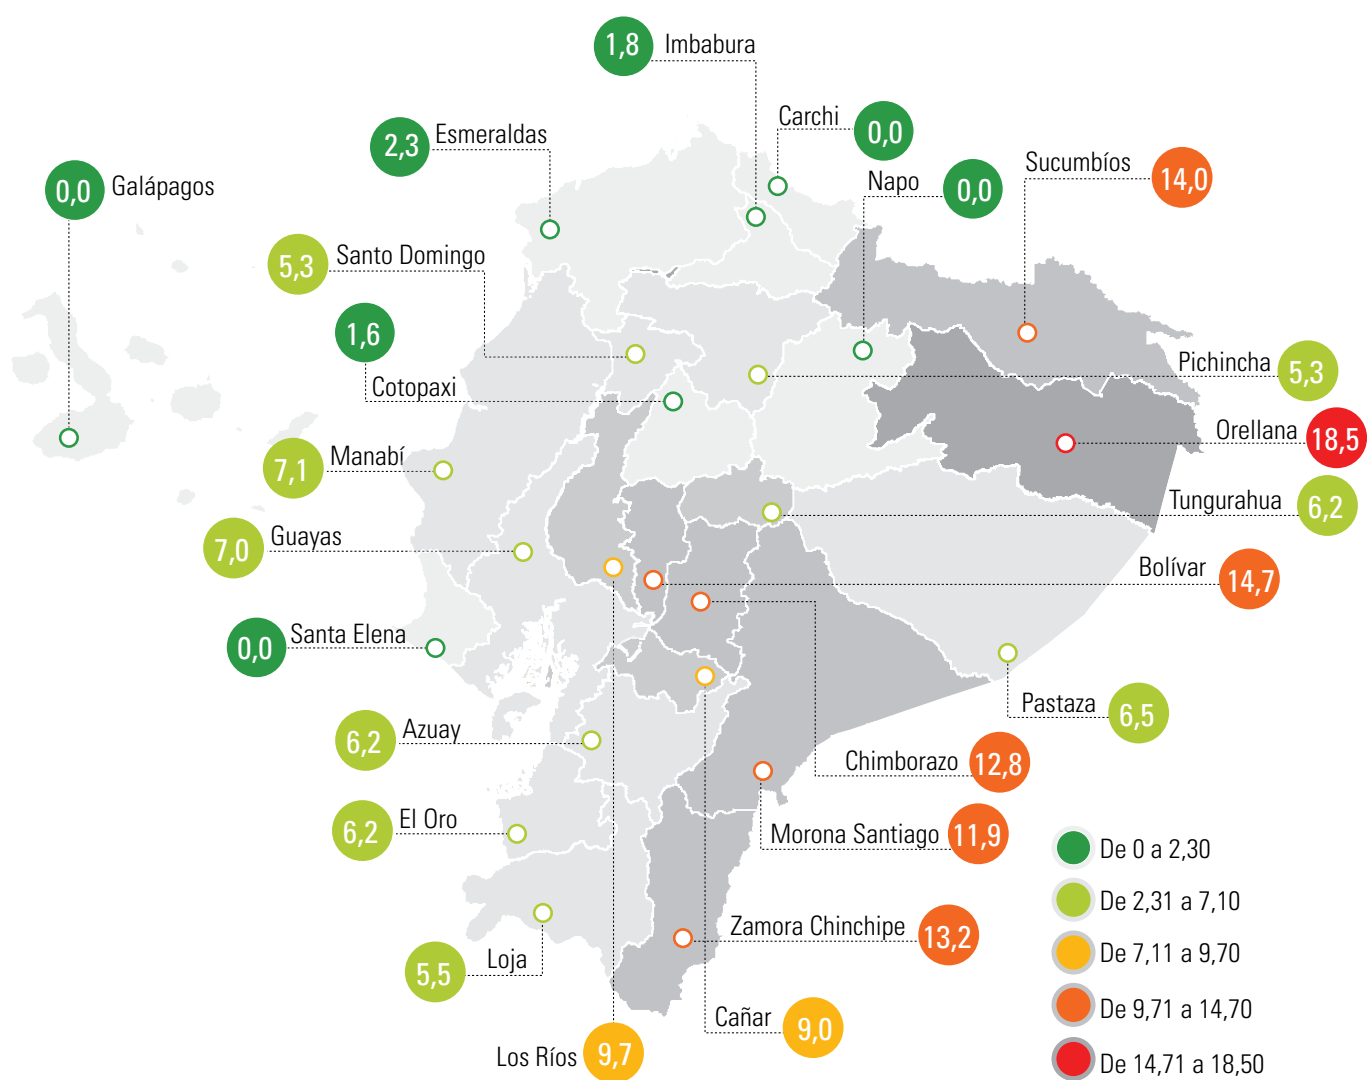 1,8 Imbabura
Carchi 0,0
2,3 Esmeraldas
Sucumbíos 14,0
Napo 0,0
0,0 Galápagos
5,3 Santo Domingo
1,6
Cotopaxi
Pichincha 5,3
Orellana 18,5
7,1 Manabí
Tungurahua 6,2
7,0 Guayas
Bolívar 14,7
0,0 Santa Elena
Pastaza 6,5
6,2 Azuay
Chimborazo 12,8
6,2 El Oro
Morona Santiago 11,9
Zamora Chinchipe 13,2
5,5 Loja
Cañar 9,0
Los Ríos 9,7
De 0 a 2,30
De 2,31 a 7,10
De 7,11 a 9,70
De 9,71 a 14,70
De 14,71 a 18,50